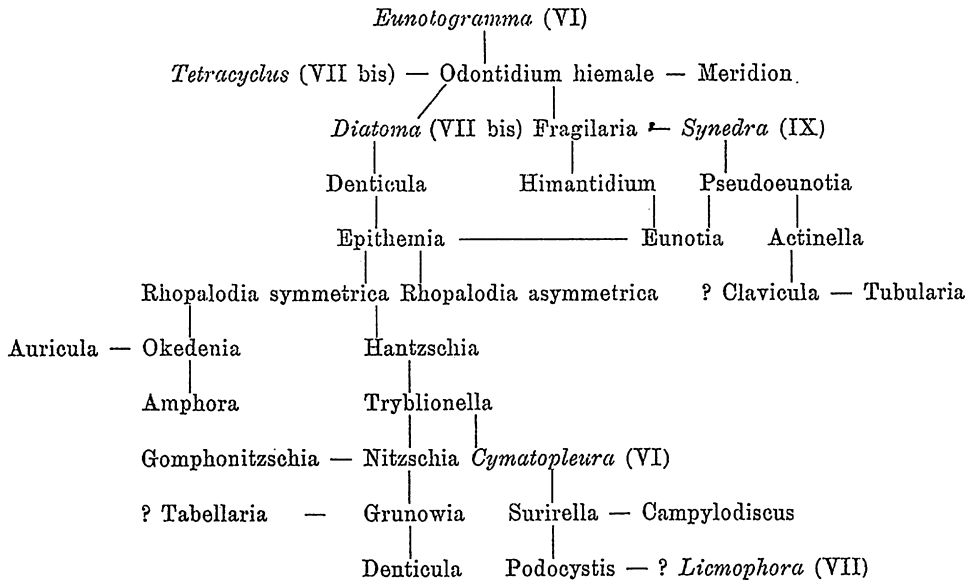 Eunotogramma (VI)
Tetracyclus (VII bis) — Odontidium hiemale — Meridion.
Diatoma (VII bis) Fragilaria — Synedra (IX)
Denticula Himantidium Pseudoeunotia
Epithemia Eunotia Actinella
Rhopalodia symmetrica Rhopalodia asymmetrica ? Clavicula — Tubularia
Auricula — Okedenia Hantzschia
Amphora Tryblionella
Gomphonitzschia — Nitzschia Cymatopleura (VI)
? Tabellaria — Grunowia Surirella — Campylodiscus
Denticula Podocystis — ? Licmophora (VII)